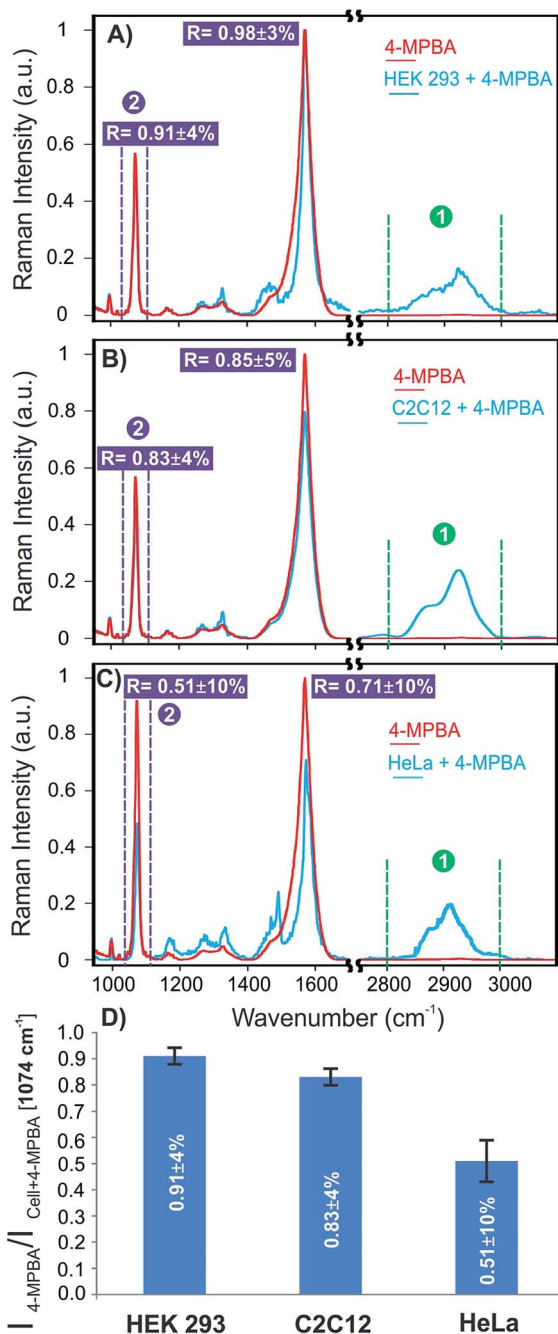 A)
R= 0.98±3%
4-MPBA
HEK 293 + 4-MPBA
2
R= 0.91±4%
1
Raman Intensity (a.u.)
1
0.8
0.6
0.4
0.2
0
B)
R= 0.85±5%
4-MPBA
C2C12 + 4-MPBA
2
R= 0.83±4%
1
Raman Intensity (a.u.)
1
0.8
0.6
0.4
0.2
0
C)
R= 0.51±10%
R= 0.71±10%
2
4-MPBA
HeLa + 4-MPBA
1
Raman Intensity (a.u.)
1
0.8
0.6
0.4
0.2
0
1000 1200 1400 1600 2800 2900 3000
Wavenumber (cm-1)
D)
I 4-MPBA/I Cell+4-MPBA [1074 cm-1]
1.0
0.9
0.8
0.7
0.6
0.5
0.4
0.3
0.2
0.1
0.0
0.91±4%
0.83±4%
0.51±10%
HEK 293 C2C12 HeLa